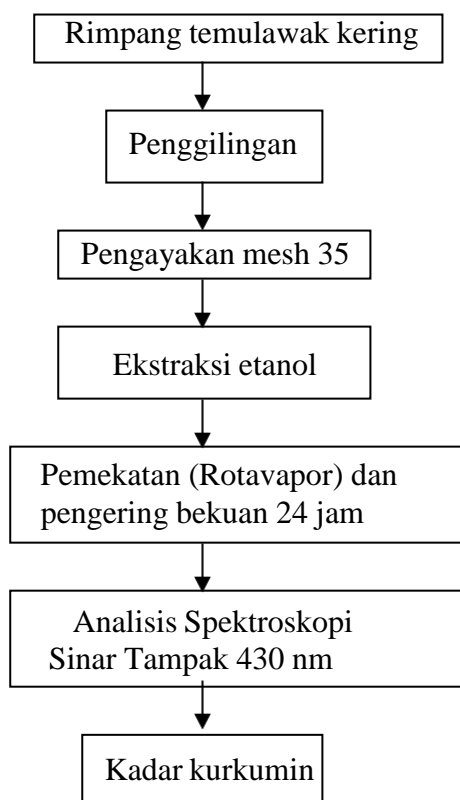 Rimpang temulawak kering
Penggilingan
Pengayakan mesh 35
Ekstraksi etanol
Pemekatan (Rotavapor) dan
pengering bekuan 24 jam
Analisis Spektroskopi
Sinar Tampak 430 nm
Kadar kurkumin